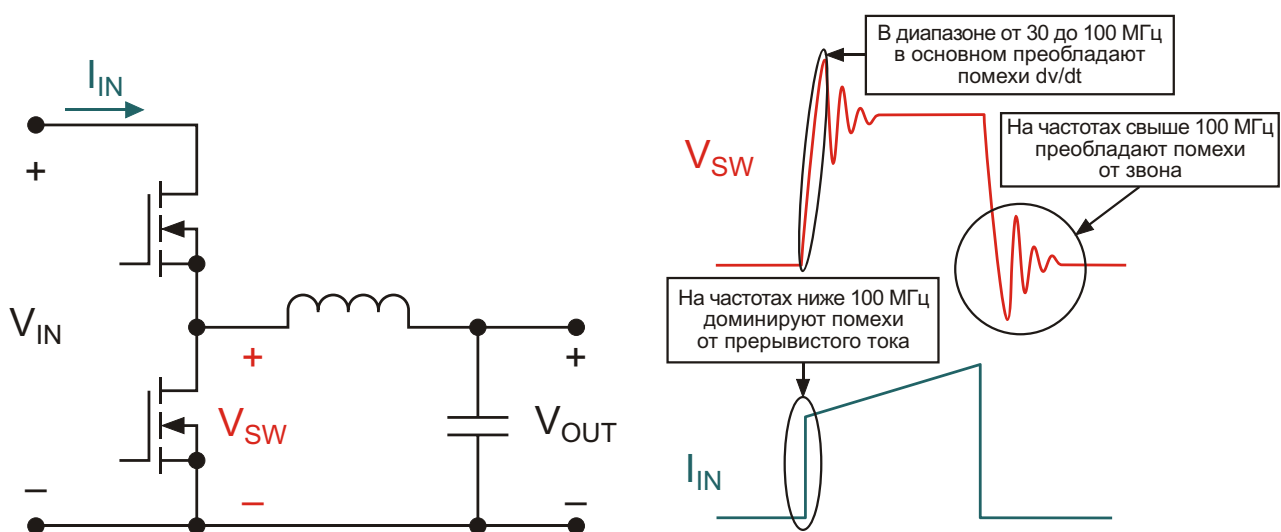 I_IN
+
V_IN
–
+
V_SW
–
+
V_OUT
–
В диапазоне от 30 до 100 МГц
в основном преобладают
помехи dv/dt
V_SW
На частотах свыше 100 МГц
преобладают помехи
от звона
На частотах ниже 100 МГц
доминируют помехи
от прерывистого тока
I_IN